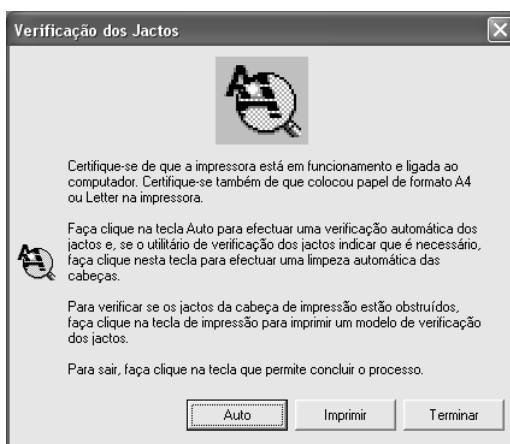 Verificação dos Jactos
Certifique-se de que a impressora está em funcionamento e ligada ao
computador. Certifique-se também de que colocou papel de formato A4
ou Letter na impressora.
Faça clique na tecla Auto para efectuar uma verificação automática dos
jactos e, se o utilitário de verificação dos jactos indicar que é necessário,
faça clique nesta tecla para efectuar uma limpeza automática das
cabeças.
Para verificar se os jactos da cabeça de impressão estão obstruídos,
faça clique na tecla de impressão para imprimir um modelo de verificação
dos jactos.
Para sair, faça clique na tecla que permite concluir o processo.
Auto Imprimir Terminar